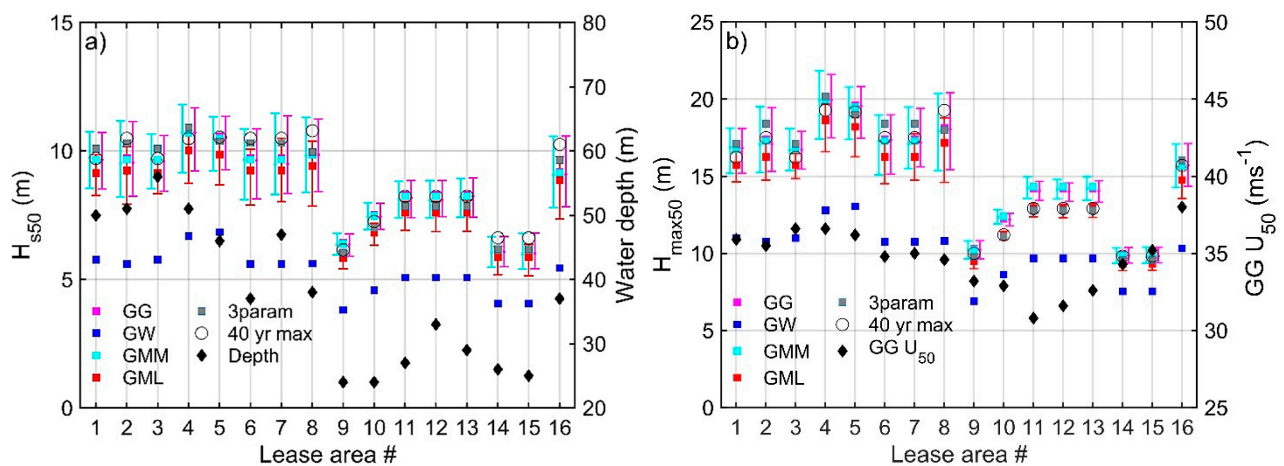 a)
15
10
5
0
H_s50 (m)
80
70
60
50
40
30
20
Water depth (m)
GG
GW
GMM
GML
3param
40 yr max
Depth
1 2 3 4 5 6 7 8 9 10 11 12 13 14 15 16
Lease area #
b)
25
20
15
10
5
0
H_max50 (m)
50
45
40
35
30
25
GG U_50 (ms^-1)
GG
GW
GMM
GML
3param
40 yr max
GG U_50
1 2 3 4 5 6 7 8 9 10 11 12 13 14 15 16
Lease area #